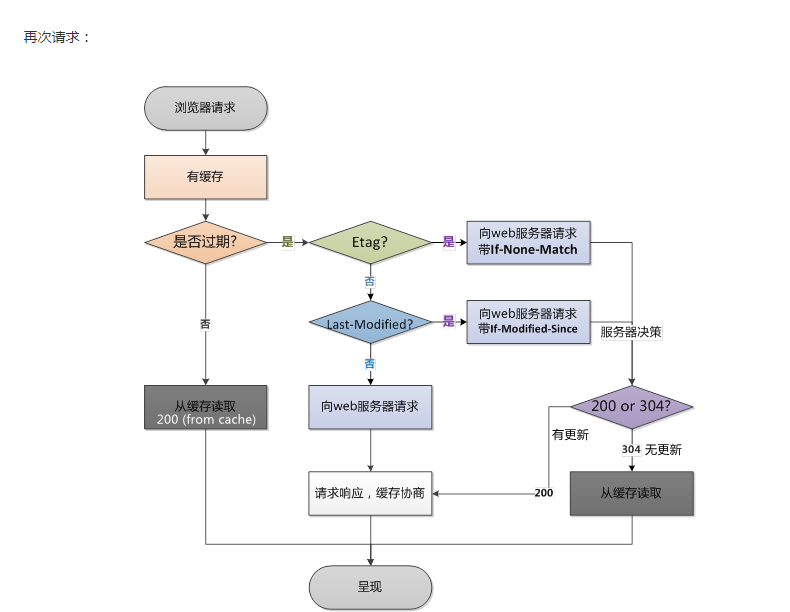 再次请求：
浏览器请求
有缓存
是否过期?
是
Etag?
是
向web服务器请求
带If-None-Match
否
否
Last-Modified?
是
向web服务器请求
带If-Modified-Since
服务器决策
否
从缓存读取
200 (from cache)
向web服务器请求
200 or 304?
有更新
304 无更新
请求响应，缓存协商
200
从缓存读取
呈现